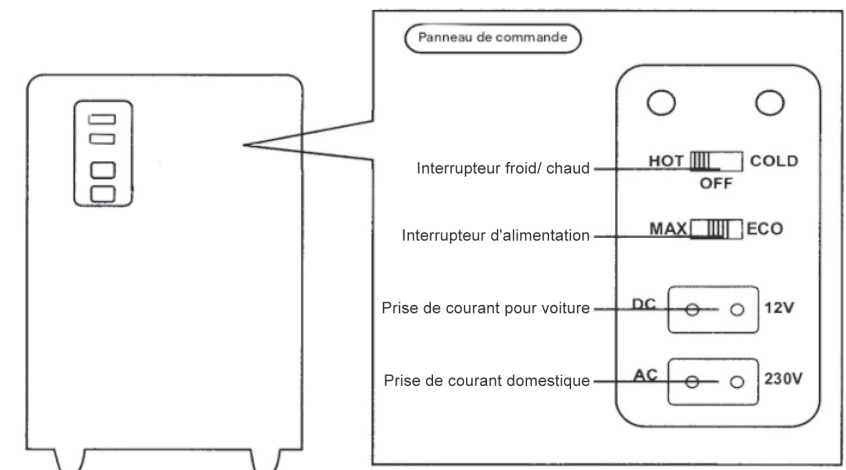 Panneau de commande
Interrupteur froid/ chaud
HOT COLD
OFF
Interrupteur d'alimentation
MAX ECO
Prise de courant pour voiture
DC 12V
Prise de courant domestique
AC 230V